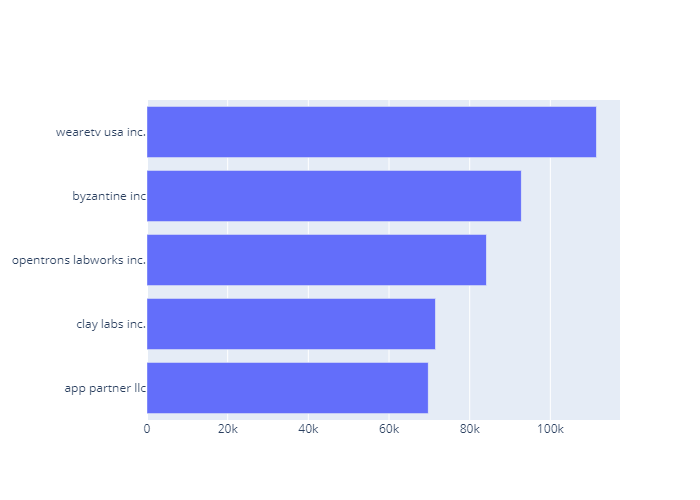 wearetv usa inc.
byzantine inc
opentrons labworks inc.
clay labs inc.
app partner llc
0 20k 40k 60k 80k 100k